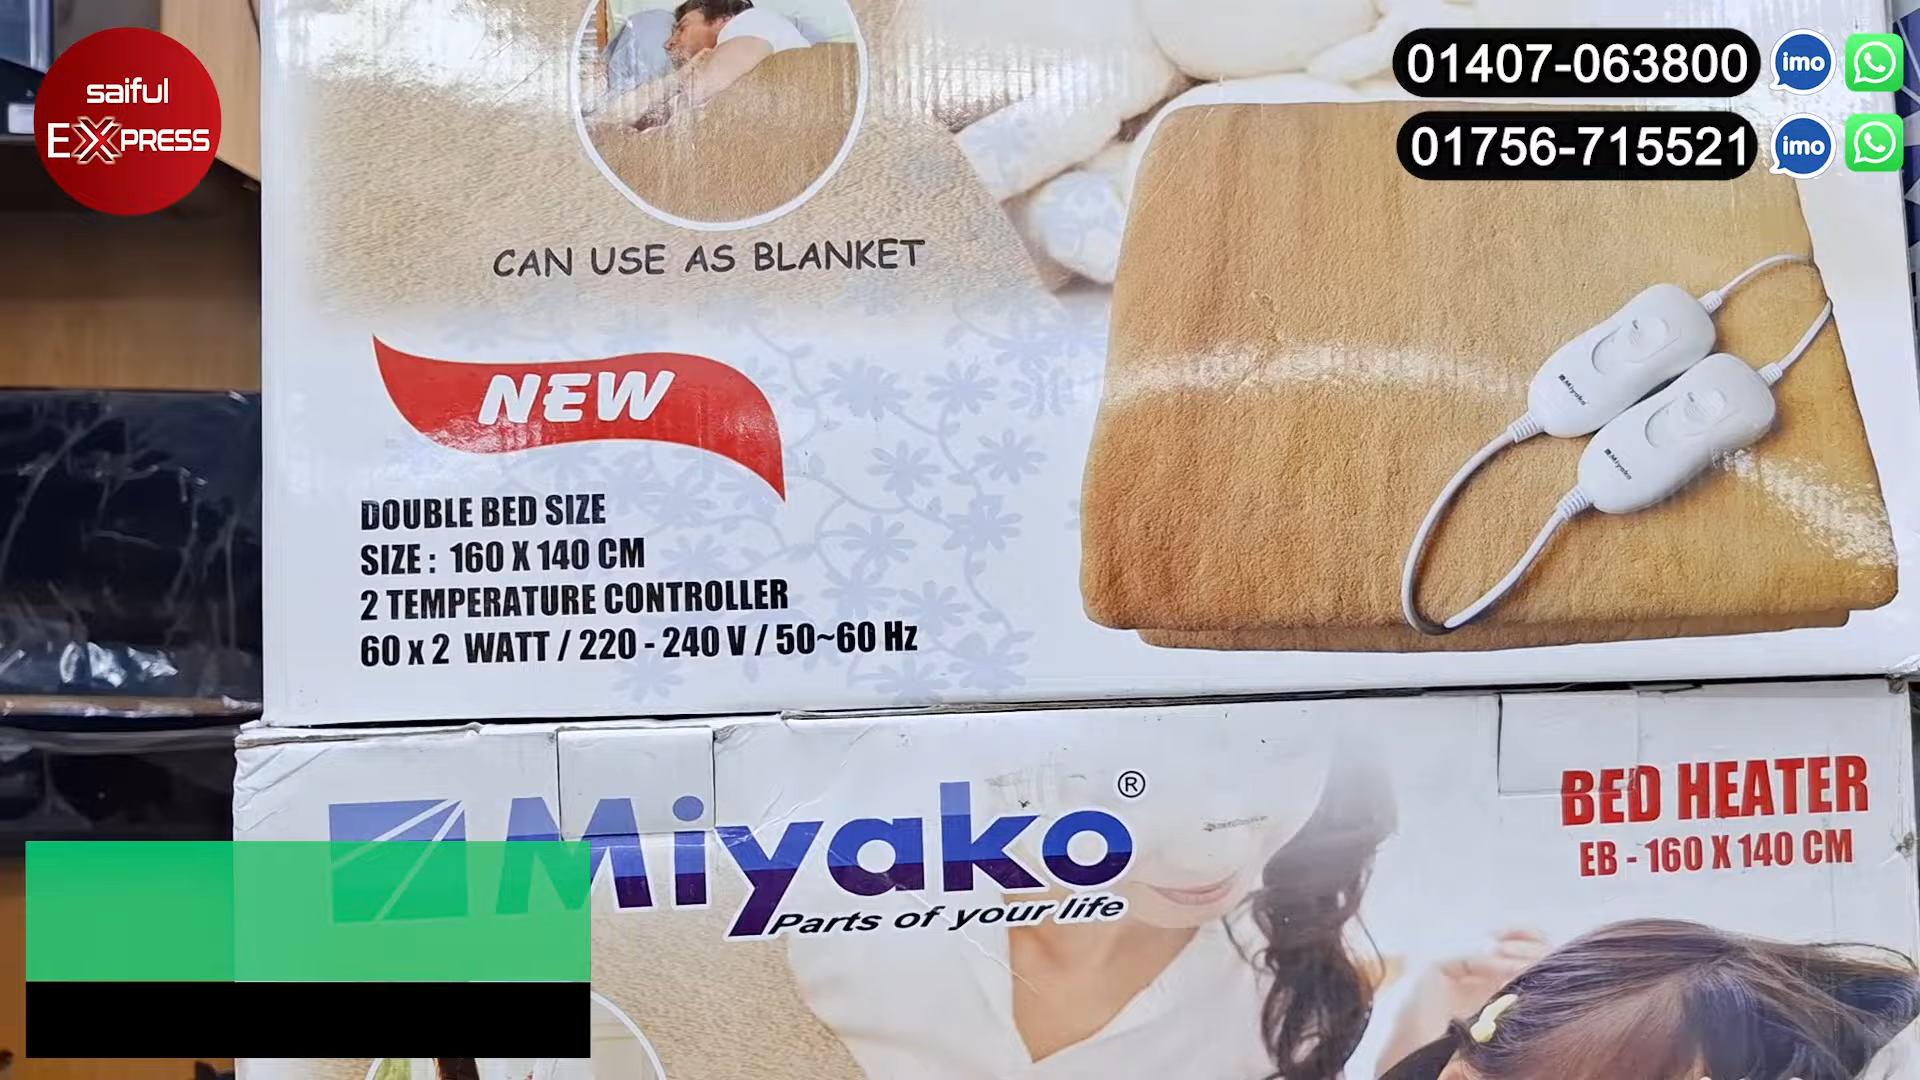 saiful
EXPRESS
01407-063800
imo
01756-715521
imo
CAN USE AS BLANKET
NEW
DOUBLE BED SIZE
SIZE : 160 X 140 CM
2 TEMPERATURE CONTROLLER
60 x 2 WATT / 220 - 240 V / 50~60 Hz
Miyako
Miyako
Miyako®
Parts of your life
BED HEATER
EB - 160 X 140 CM